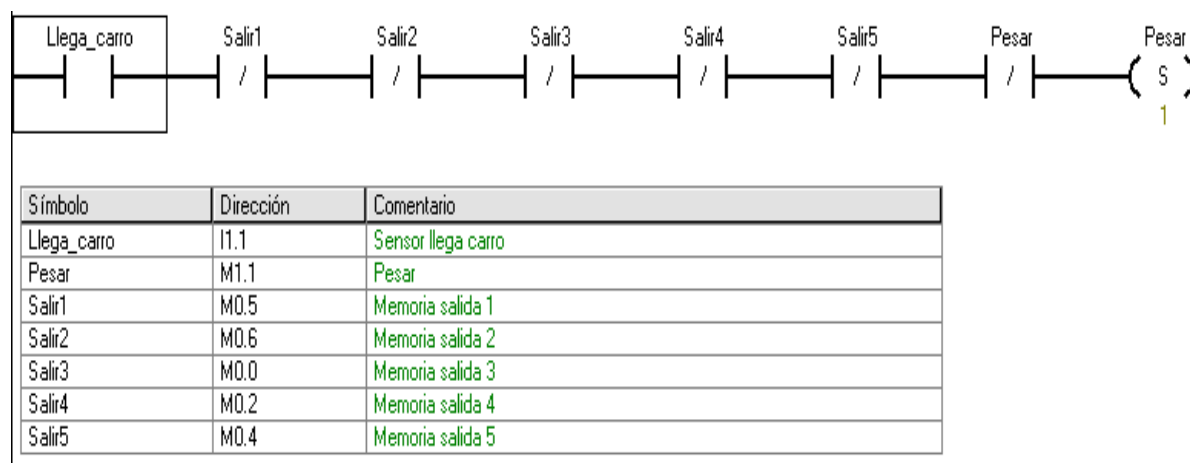 Llega_carro Salir1 Salir2 Salir3 Salir4 Salir5 Pesar Pesar
/ / / / / / S
1
Símbolo Dirección Comentario
Llega_carro I1.1 Sensor llega carro
Pesar M1.1 Pesar
Salir1 M0.5 Memoria salida 1
Salir2 M0.6 Memoria salida 2
Salir3 M0.0 Memoria salida 3
Salir4 M0.2 Memoria salida 4
Salir5 M0.4 Memoria salida 5